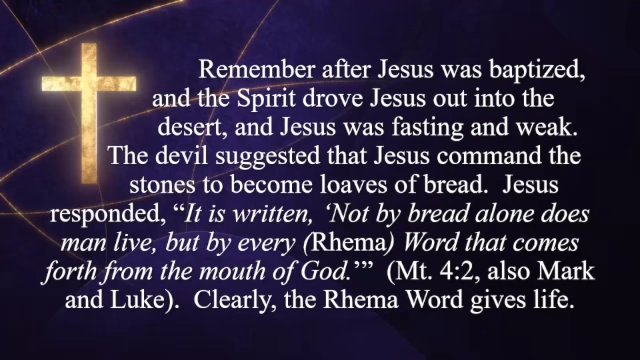 Remember after Jesus was baptized,
and the Spirit drove Jesus out into the
desert, and Jesus was fasting and weak.
The devil suggested that Jesus command the
stones to become loaves of bread.  Jesus
responded, “It is written, ‘Not by bread alone does
man live, but by every (Rhema) Word that comes
forth from the mouth of God.’”  (Mt. 4:2, also Mark
and Luke).  Clearly, the Rhema Word gives life.